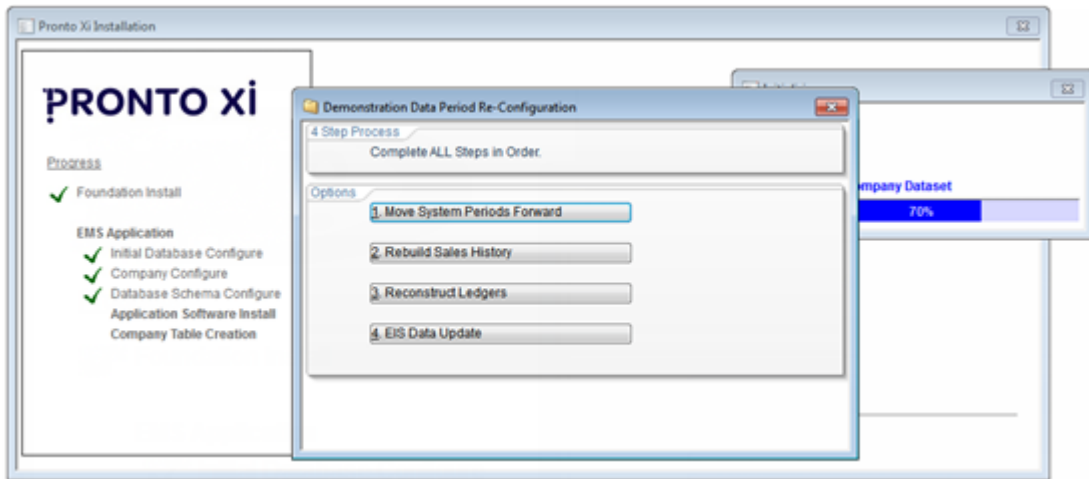 Pronto Xi Installation
PRONTO XI
Progress
Foundation Install
EMS Application
Initial Database Configure
Company Configure
Database Schema Configure
Application Software Install
Company Table Creation
Demonstration Data Period Re-Configuration
4 Step Process
Complete ALL Steps in Order.
Options
1. Move System Periods Forward
2. Rebuild Sales History
3. Reconstruct Ledgers
4. EIS Data Update
Dataset
70%